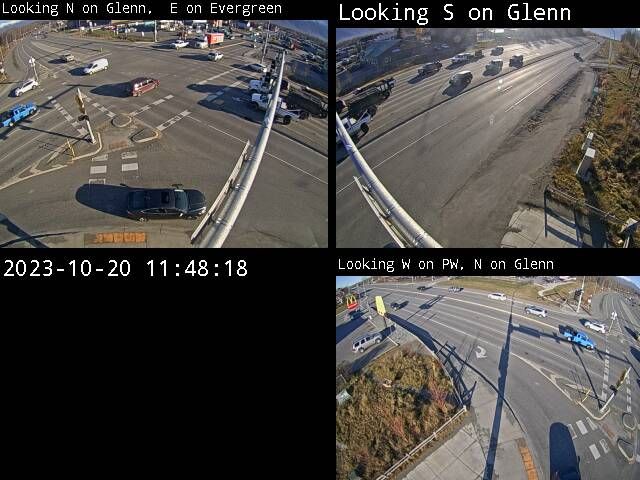 Looking N on Glenn, E on Evergreen
Looking S on Glenn
2023-10-20 11:48:18
Looking W on PW, N on Glenn